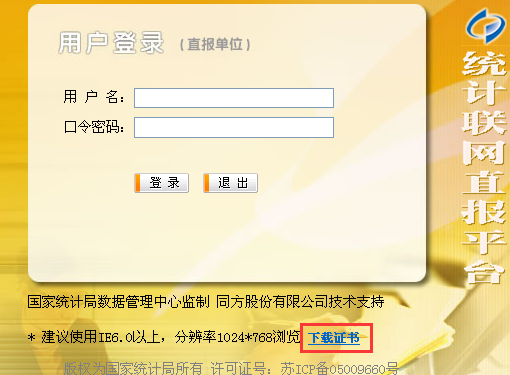 用户登录 (直报单位)
用 户 名：
口令密码：
登 录 退 出
统计联网直报平台
国家统计局数据管理中心监制 同方股份有限公司技术支持
* 建议使用IE6.0以上，分辨率1024*768浏览 下载证书
版权为国家统计局所有 许可证号：苏ICP备05009660号